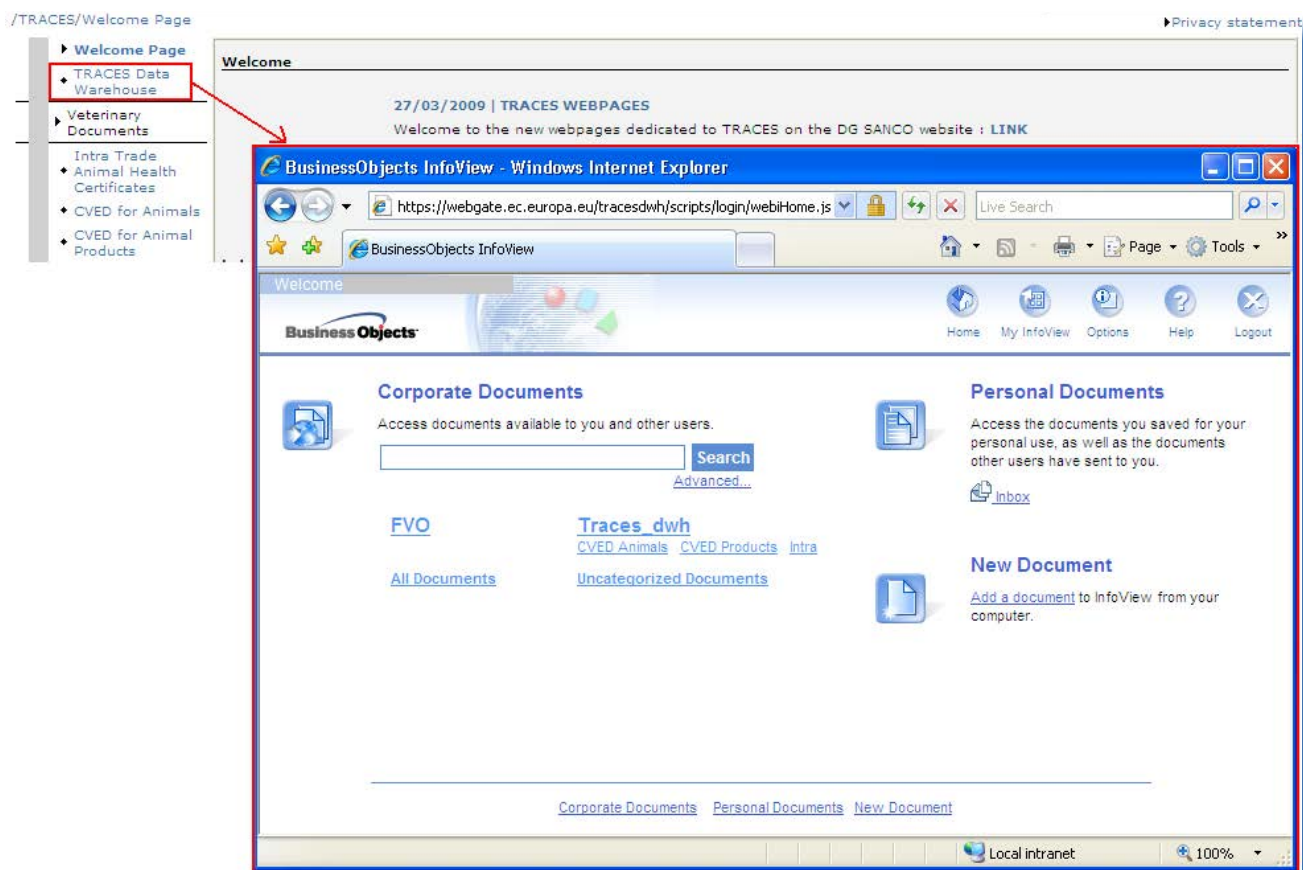 /TRACES/Welcome Page
Privacy statement
Welcome Page
TRACES Data
Warehouse
Veterinary
Documents
Intra Trade
Animal Health
Certificates
CVED for Animals
CVED for Animal
Products
Welcome
27/03/2009 | TRACES WEBPAGES
Welcome to the new webpages dedicated to TRACES on the DG SANCO website : LINK
BusinessObjects InfoView - Windows Internet Explorer
https://webgate.ec.europa.eu/tracesdwh/scripts/login/webiHome.js
Live Search
BusinessObjects InfoView
Page
Tools
Welcome
Business Objects
Home
My InfoView
Options
Help
Logout
Corporate Documents
Access documents available to you and other users.
Search
Advanced...
FVO
Traces_dwh
CVED Animals CVED Products Intra
All Documents
Uncategorized Documents
Personal Documents
Access the documents you saved for your
personal use, as well as the documents
other users have sent to you.
Inbox
New Document
Add a document to InfoView from your
computer.
Corporate Documents Personal Documents New Document
Local intranet
100%